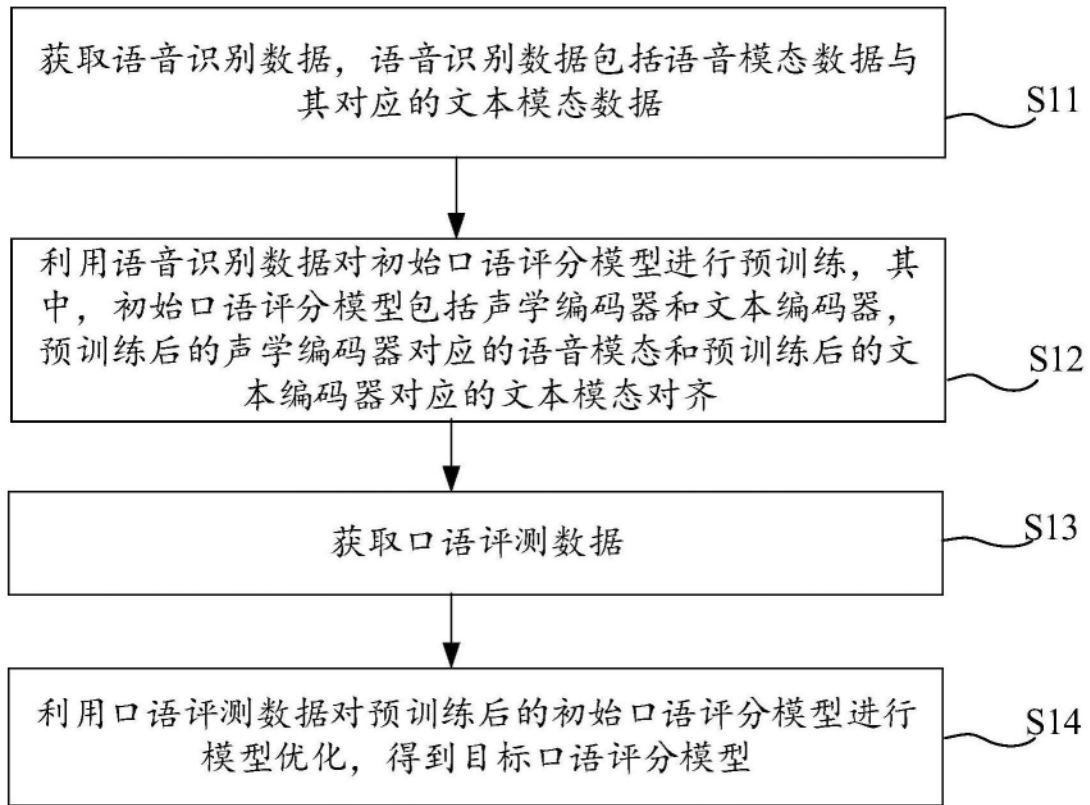 获取语音识别数据，语音识别数据包括语音模态数据与
其对应的文本模态数据
S11
利用语音识别数据对初始口语评分模型进行预训练，其
中，初始口语评分模型包括声学编码器和文本编码器，
预训练后的声学编码器对应的语音模态和预训练后的文
本编码器对应的文本模态对齐
S12
获取口语评测数据
S13
利用口语评测数据对预训练后的初始口语评分模型进行
模型优化，得到目标口语评分模型
S14